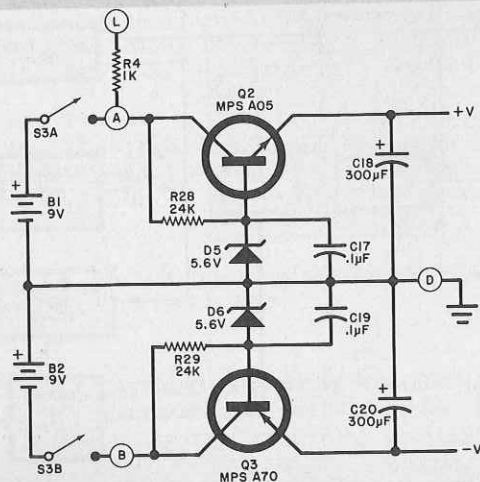 L
R4
1K
Q2
MPS A05
A
S3A
+V
+
C18
300µF
+
B1
9V
R28
24K
D5
5.6V
C17
.1µF
D
D6
5.6V
C19
.1µF
+
B2
9V
R29
24K
+
C20
300µF
S3B
B
Q3
MPS A70
-V